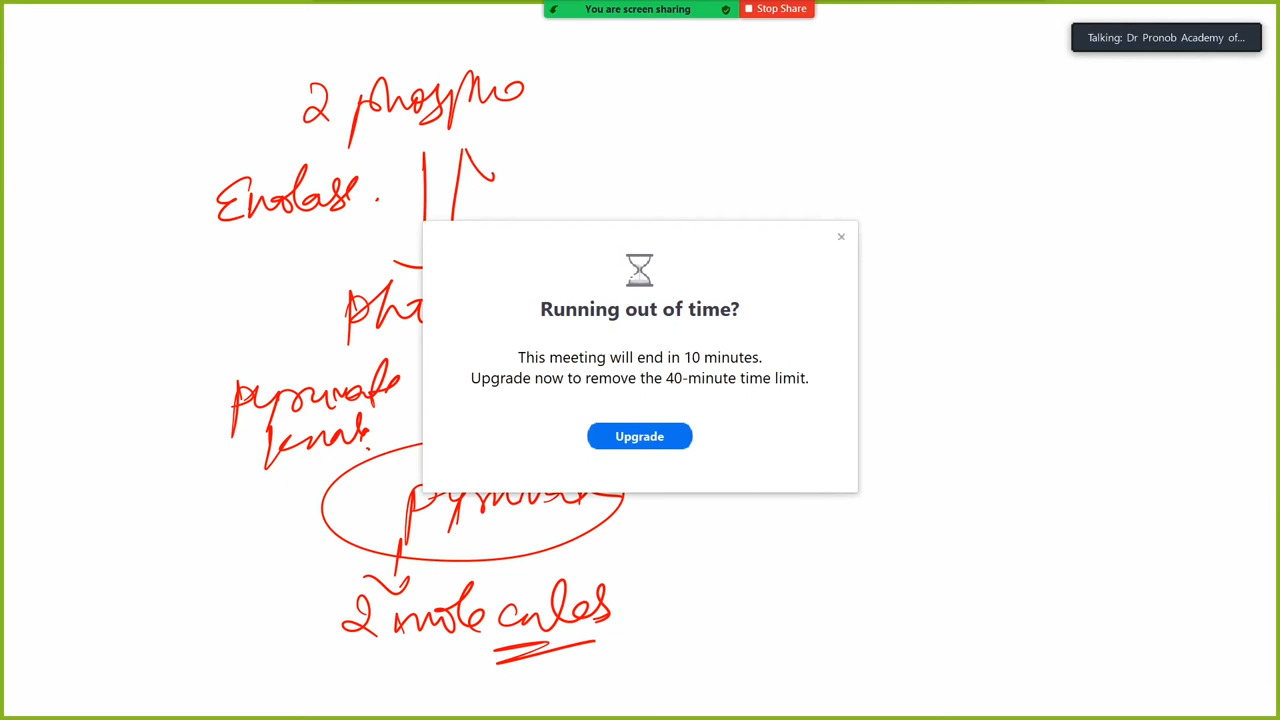 You are screen sharing
Stop Share
Talking: Dr Pronob Academy of...
2 phospho
Enolase.
Running out of time?
This meeting will end in 10 minutes.
Upgrade now to remove the 40-minute time limit.
Upgrade
pyruvate
kinase
2 molecules